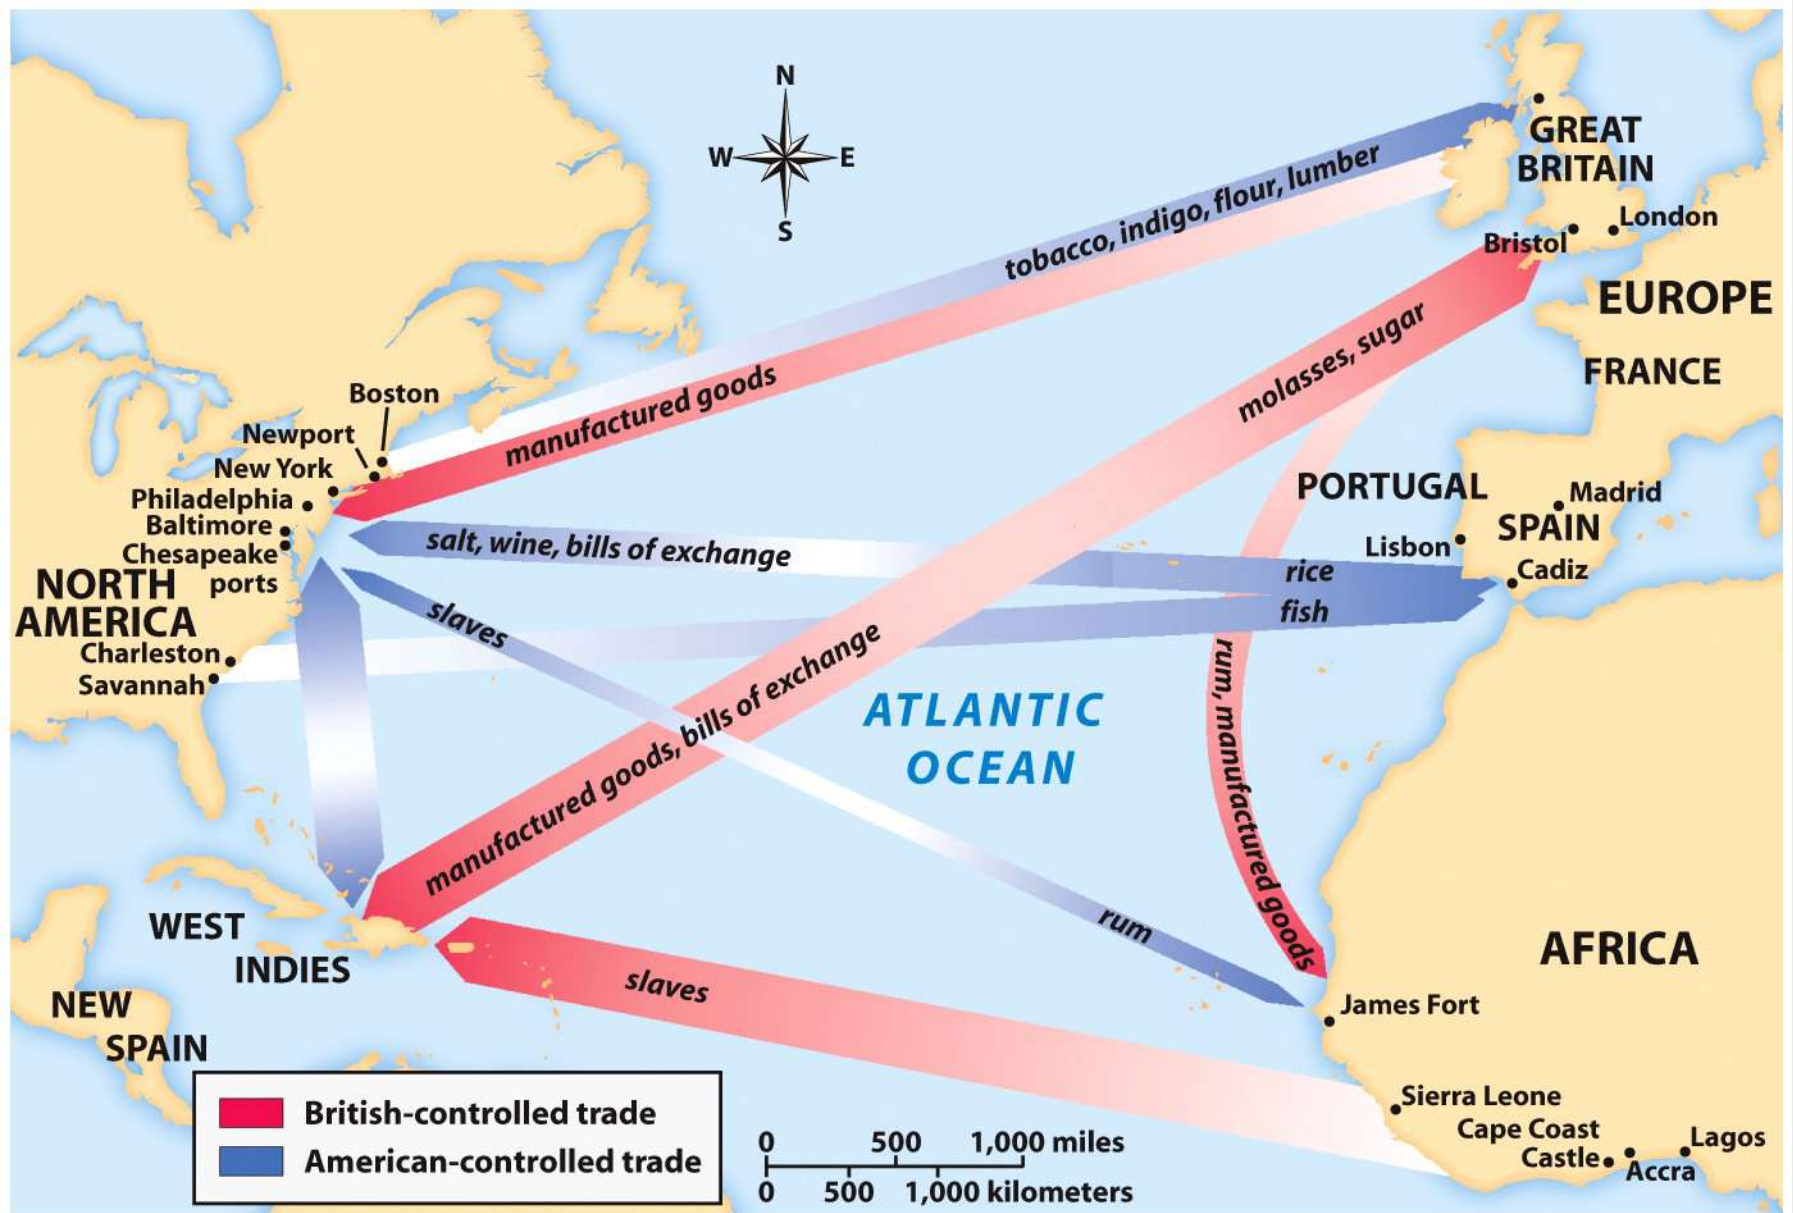 N
W
E
S
GREAT
BRITAIN
London
Bristol
EUROPE
FRANCE
tobacco, indigo, flour, lumber
manufactured goods
molasses, sugar
Boston
Newport
New York
Philadelphia
Baltimore
Chesapeake
ports
NORTH
AMERICA
Charleston
Savannah
salt, wine, bills of exchange
rice
fish
PORTUGAL
Madrid
SPAIN
Lisbon
Cadiz
slaves
manufactured goods, bills of exchange
ATLANTIC
OCEAN
rum, manufactured goods
rum
WEST
INDIES
slaves
AFRICA
NEW
SPAIN
James Fort
Sierra Leone
Cape Coast
Castle
Accra
Lagos
British-controlled trade
American-controlled trade
0 500 1,000 miles
0 500 1,000 kilometers